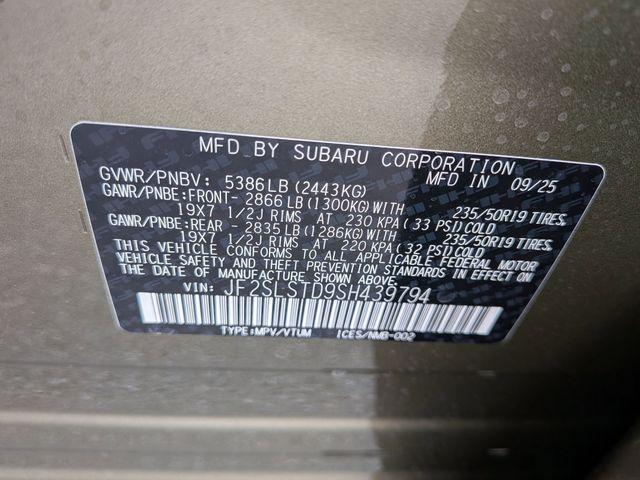 MFD BY SUBARU CORPORATION
GVWR/PNBV: 5386LB(2443KG) MFD IN 09/25
GAWR/PNBE:FRONT- 2866LB(1300KG)WITH 235/50R19 TIRES,
19X7 1/2J RIMS AT 230 KPA(33 PSI)COLD
GAWR/PNBE:REAR - 2835LB(1286KG)WITH 235/50R19 TIRES,
19X7 1/2J RIMS AT 220 KPA(32 PSI)COLD
THIS VEHICLE CONFORMS TO ALL APPLICABLE FEDERAL MOTOR
VEHICLE SAFETY AND THEFT PREVENTION STANDARDS IN EFFECT ON
THE DATE OF MANUFACTURE SHOWN ABOVE.
VIN: JF2SLSTD9SH439794
TYPE:MPV/VTUM ICES/NMB-002